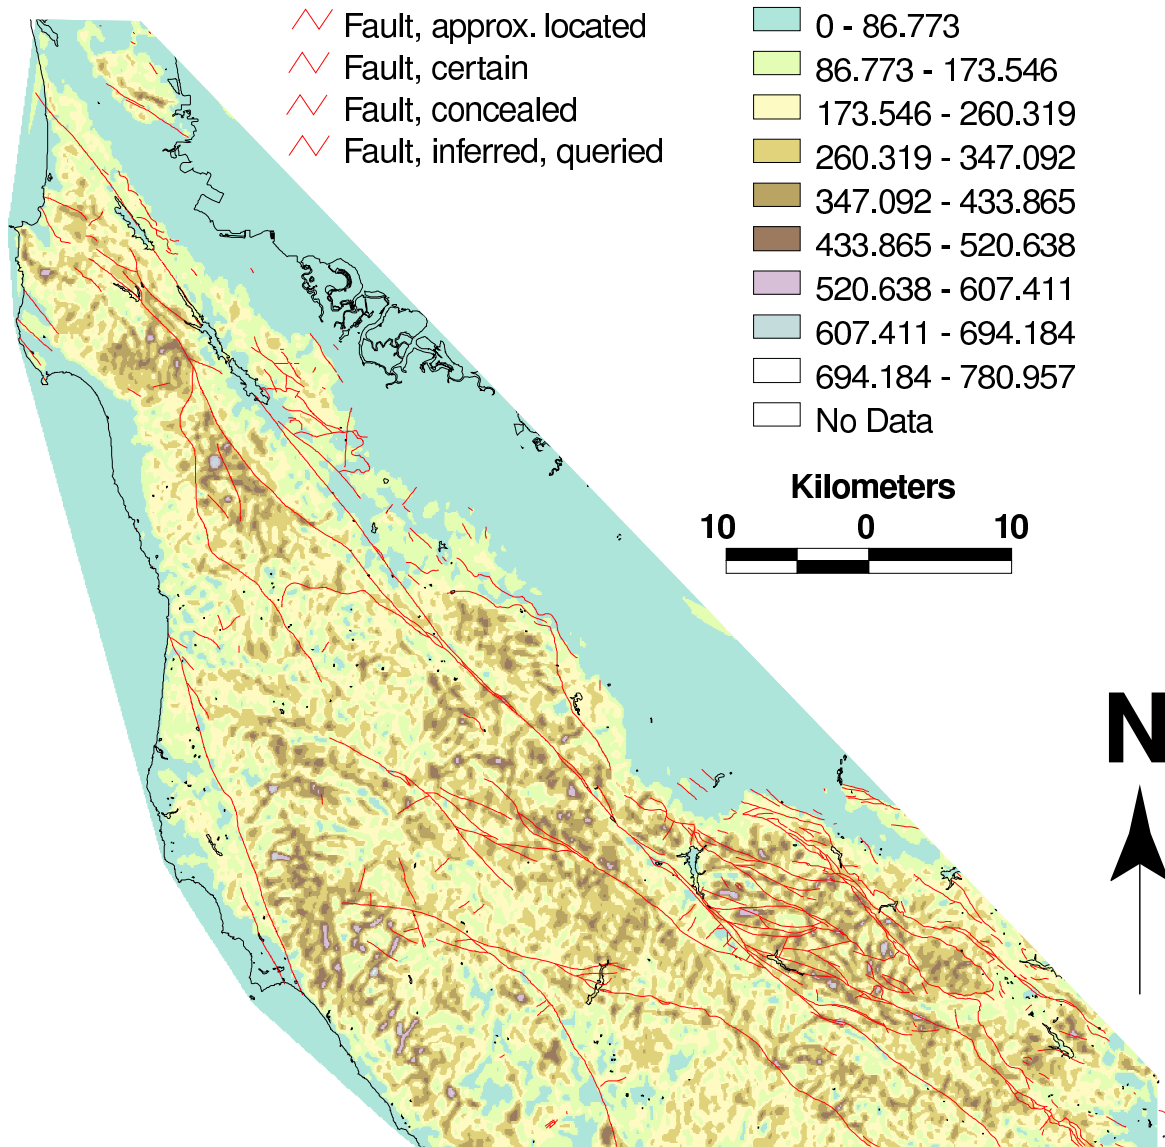 Fault, approx. located
Fault, certain
Fault, concealed
Fault, inferred, queried
0 - 86.773
86.773 - 173.546
173.546 - 260.319
260.319 - 347.092
347.092 - 433.865
433.865 - 520.638
520.638 - 607.411
607.411 - 694.184
694.184 - 780.957
No Data
Kilometers
10 0 10
N